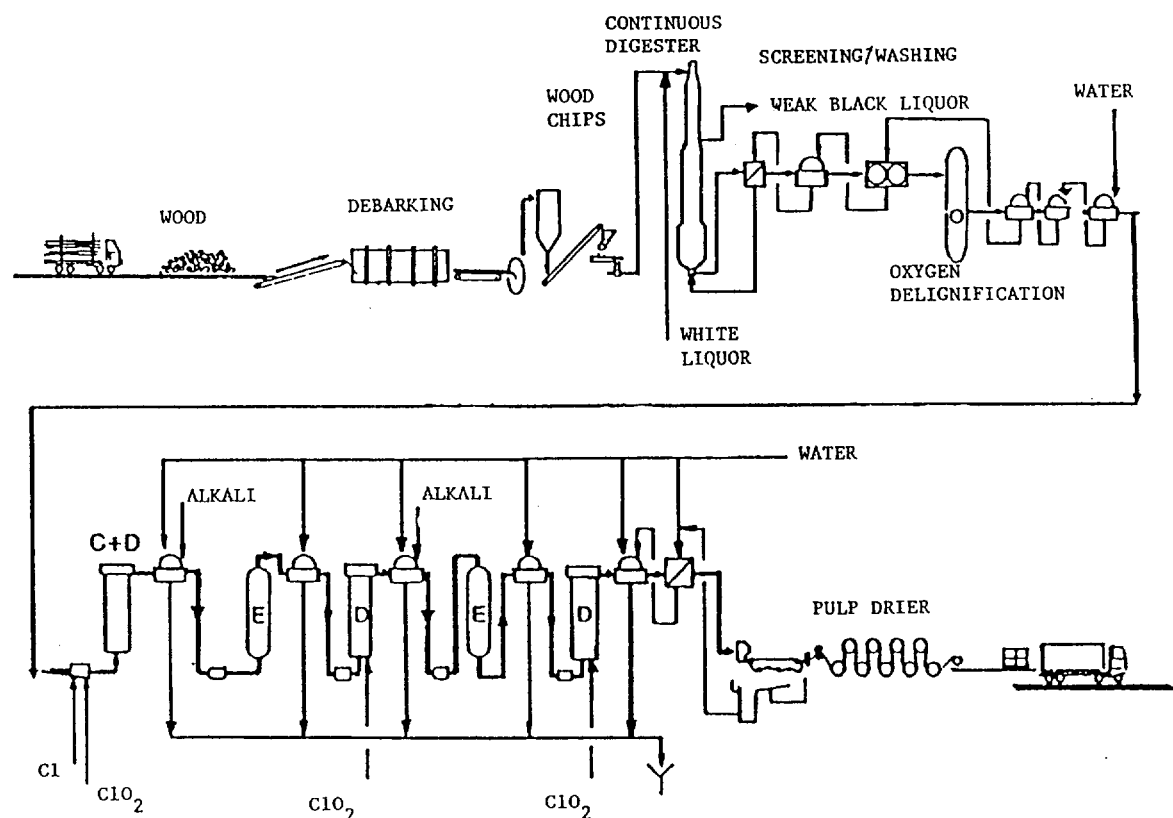 CONTINUOUS
DIGESTER
SCREENING/WASHING
WOOD
CHIPS
WEAK BLACK LIQUOR
WATER
WOOD
DEBARKING
OXYGEN
DELIGNIFICATION
WHITE
LIQUOR
WATER
ALKALI
ALKALI
C+D
E
D
E
D
PULP DRIER
Cl
ClO2
ClO2
ClO2